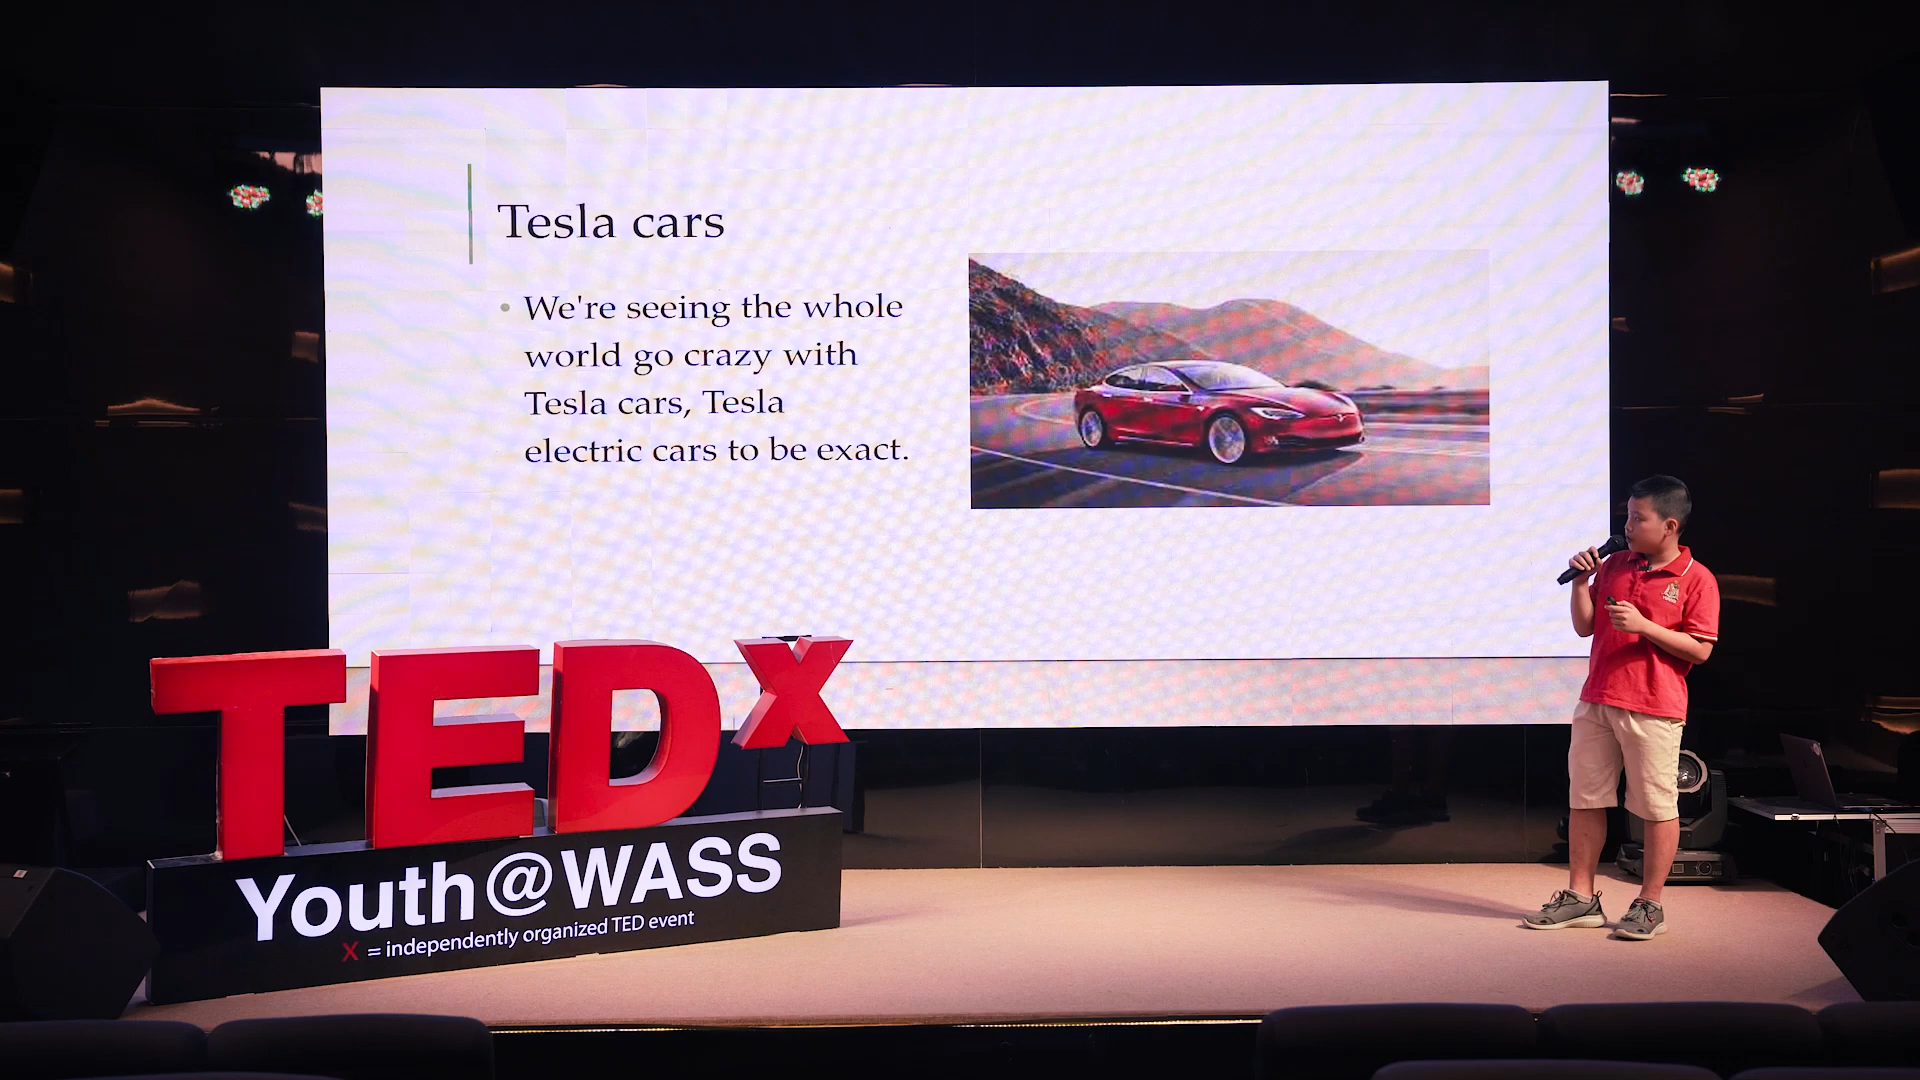 Tesla cars
• We're seeing the whole
world go crazy with
Tesla cars, Tesla
electric cars to be exact.
TEDx
Youth@WASS
X = independently organized TED event